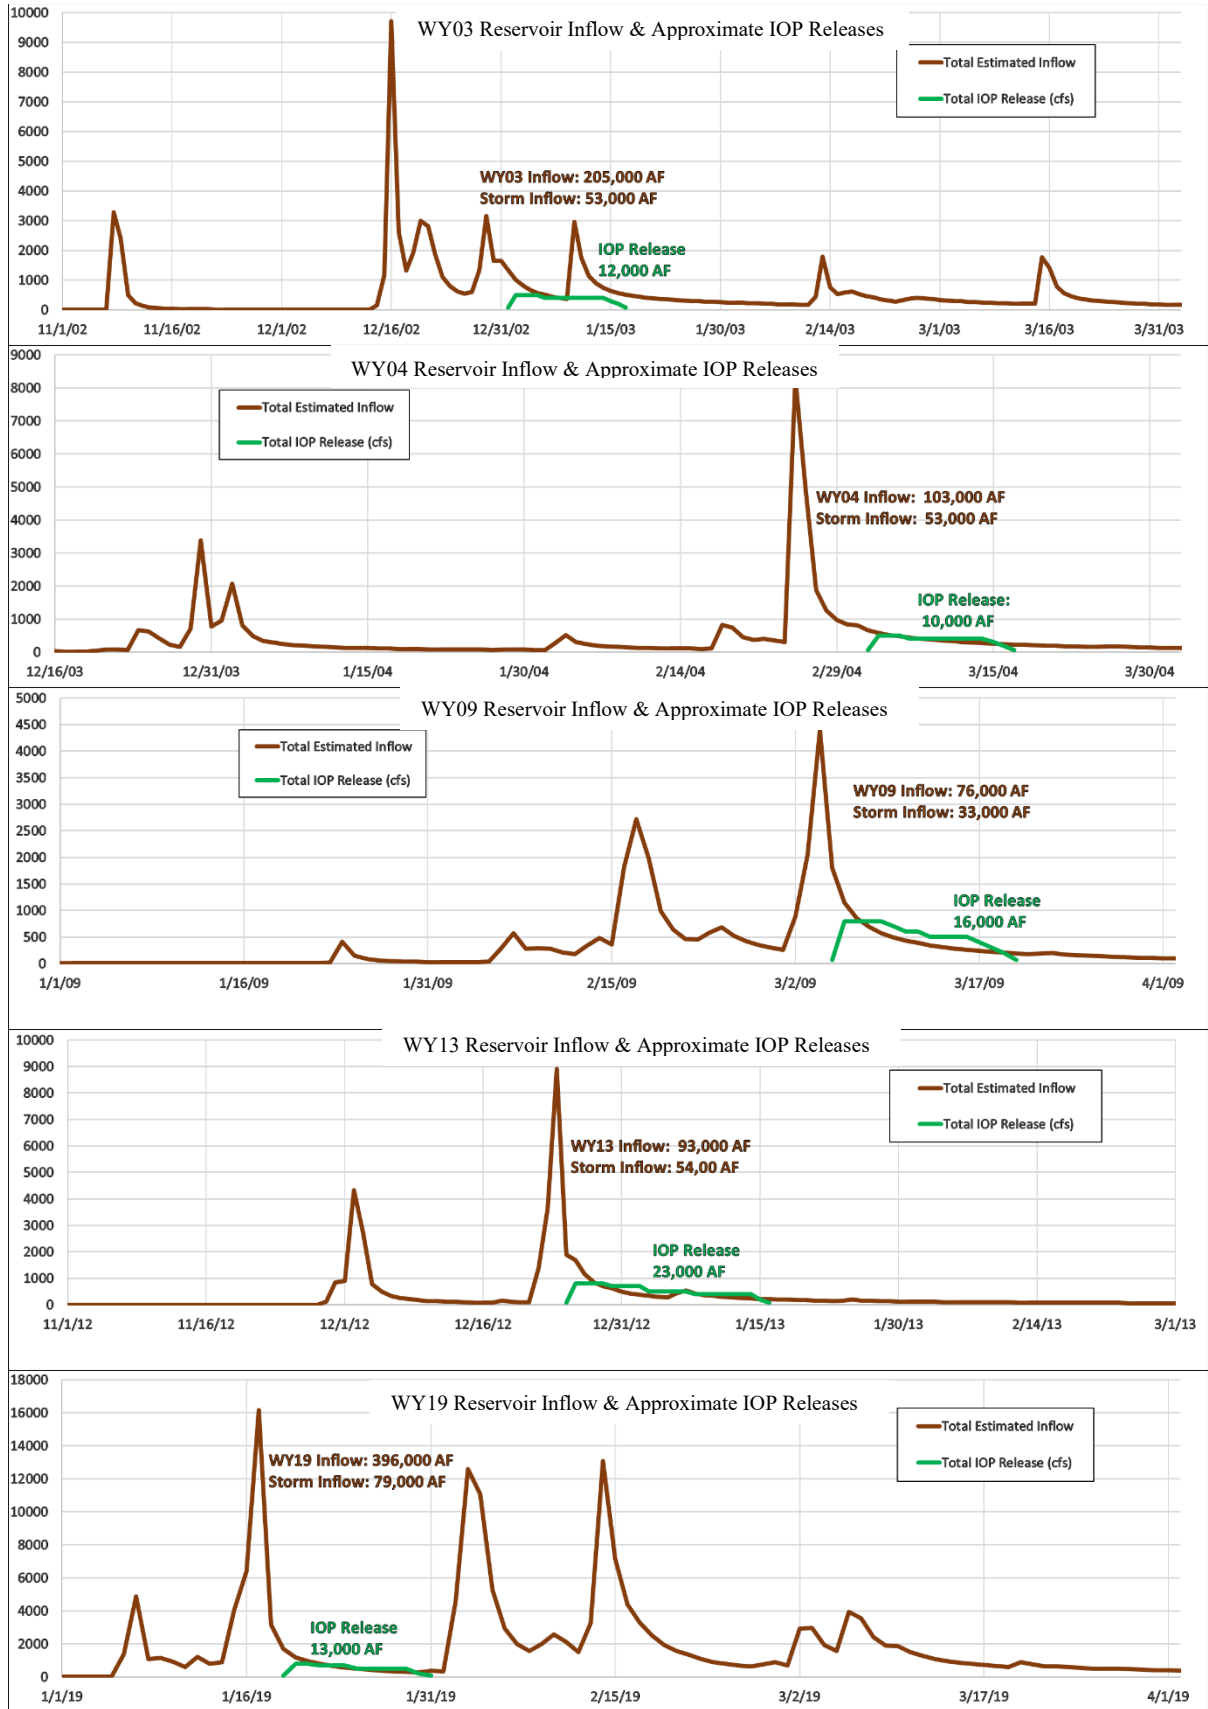 WY03 Reservoir Inflow & Approximate IOP Releases
10000
9000
8000
7000
6000
5000
4000
3000
2000
1000
0
Total Estimated Inflow
Total IOP Release (cfs)
WY03 Inflow: 205,000 AF
Storm Inflow: 53,000 AF
IOP Release
12,000 AF
11/1/02 11/16/02 12/1/02 12/16/02 12/31/02 1/15/03 1/30/03 2/14/03 3/1/03 3/16/03 3/31/03
WY04 Reservoir Inflow & Approximate IOP Releases
9000
8000
7000
6000
5000
4000
3000
2000
1000
0
Total Estimated Inflow
Total IOP Release (cfs)
WY04 Inflow: 103,000 AF
Storm Inflow: 53,000 AF
IOP Release:
10,000 AF
12/16/03 12/31/03 1/15/04 1/30/04 2/14/04 2/29/04 3/15/04 3/30/04
WY09 Reservoir Inflow & Approximate IOP Releases
5000
4500
4000
3500
3000
2500
2000
1500
1000
500
0
Total Estimated Inflow
Total IOP Release (cfs)
WY09 Inflow: 76,000 AF
Storm Inflow: 33,000 AF
IOP Release
16,000 AF
1/1/09 1/16/09 1/31/09 2/15/09 3/2/09 3/17/09 4/1/09
WY13 Reservoir Inflow & Approximate IOP Releases
10000
9000
8000
7000
6000
5000
4000
3000
2000
1000
0
Total Estimated Inflow
Total IOP Release (cfs)
WY13 Inflow: 93,000 AF
Storm Inflow: 54,00 AF
IOP Release
23,000 AF
11/1/12 11/16/12 12/1/12 12/16/12 12/31/12 1/15/13 1/30/13 2/14/13 3/1/13
WY19 Reservoir Inflow & Approximate IOP Releases
18000
16000
14000
12000
10000
8000
6000
4000
2000
0
Total Estimated Inflow
Total IOP Release (cfs)
WY19 Inflow: 396,000 AF
Storm Inflow: 79,000 AF
IOP Release
13,000 AF
1/1/19 1/16/19 1/31/19 2/15/19 3/2/19 3/17/19 4/1/19